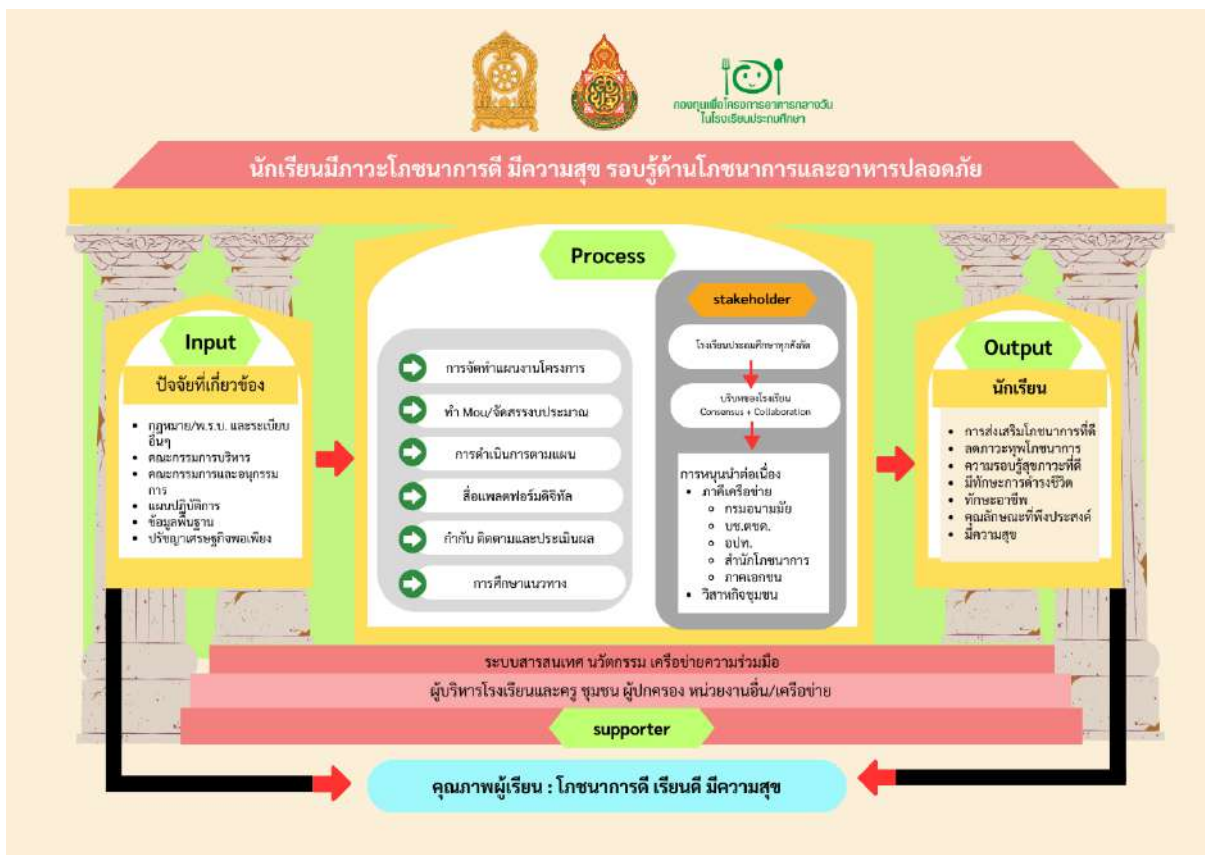 กองทุนเพื่อโครงการอาหารกลางวัน
ในโรงเรียนประถมศึกษา
นักเรียนมีภาวะโภชนาการดี มีความสุข รอบรู้ด้านโภชนาการและอาหารปลอดภัย
Input
ปัจจัยที่เกี่ยวข้อง
กฎหมาย/พ.ร.บ. และระเบียบ
อื่นๆ
คณะกรรมการบริหาร
คณะกรรมการและอนุกรรม
การ
แผนปฏิบัติการ
ข้อมูลพื้นฐาน
ปรัชญาเศรษฐกิจพอเพียง
Process
การจัดทำแผนงานโครงการ
ทำ Mou/จัดสรรงบประมาณ
การดำเนินการตามแผน
สื่อแพลตฟอร์มดิจิทัล
กำกับ ติดตามและประเมินผล
การศึกษาแนวทาง
stakeholder
โรงเรียนประถมศึกษาทุกสังกัด
บริบทของโรงเรียน
Consensus + Collaboration
การหนุนนำต่อเนื่อง
ภาคีเครือข่าย
กรมอนามัย
บช.ตชด.
อปท.
สำนักโภชนาการ
ภาคเอกชน
วิสาหกิจชุมชน
Output
นักเรียน
การส่งเสริมโภชนาการที่ดี
ลดภาวะทุพโภชนาการ
ความรอบรู้สุขภาวะที่ดี
มีทักษะการดำรงชีวิต
ทักษะอาชีพ
คุณลักษณะที่พึงประสงค์
มีความสุข
ระบบสารสนเทศ นวัตกรรม เครือข่ายความร่วมมือ
ผู้บริหารโรงเรียนและครู ชุมชน ผู้ปกครอง หน่วยงานอื่น/เครือข่าย
supporter
คุณภาพผู้เรียน : โภชนาการดี เรียนดี มีความสุข